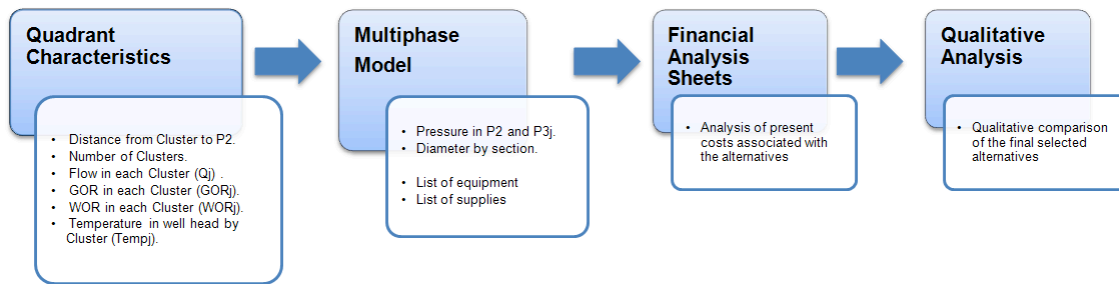 Quadrant
Characteristics
• Distance from Cluster to P2.
• Number of Clusters.
• Flow in each Cluster (Qj) .
• GOR in each Cluster (GORj).
• WOR in each Cluster (WORj).
• Temperature in well head by
Cluster (Tempj).
Multiphase
Model
• Pressure in P2 and P3j.
• Diameter by section.
• List of equipment
• List of supplies
Financial
Analysis
Sheets
• Analysis of present
costs associated with
the alternatives
Qualitative
Analysis
• Qualitative comparison
of the final selected
alternatives